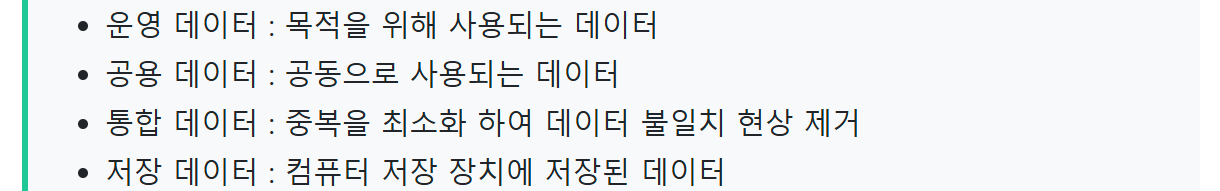 • 운영 데이터 : 목적을 위해 사용되는 데이터
• 공용 데이터 : 공동으로 사용되는 데이터
• 통합 데이터 : 중복을 최소화 하여 데이터 불일치 현상 제거
• 저장 데이터 : 컴퓨터 저장 장치에 저장된 데이터